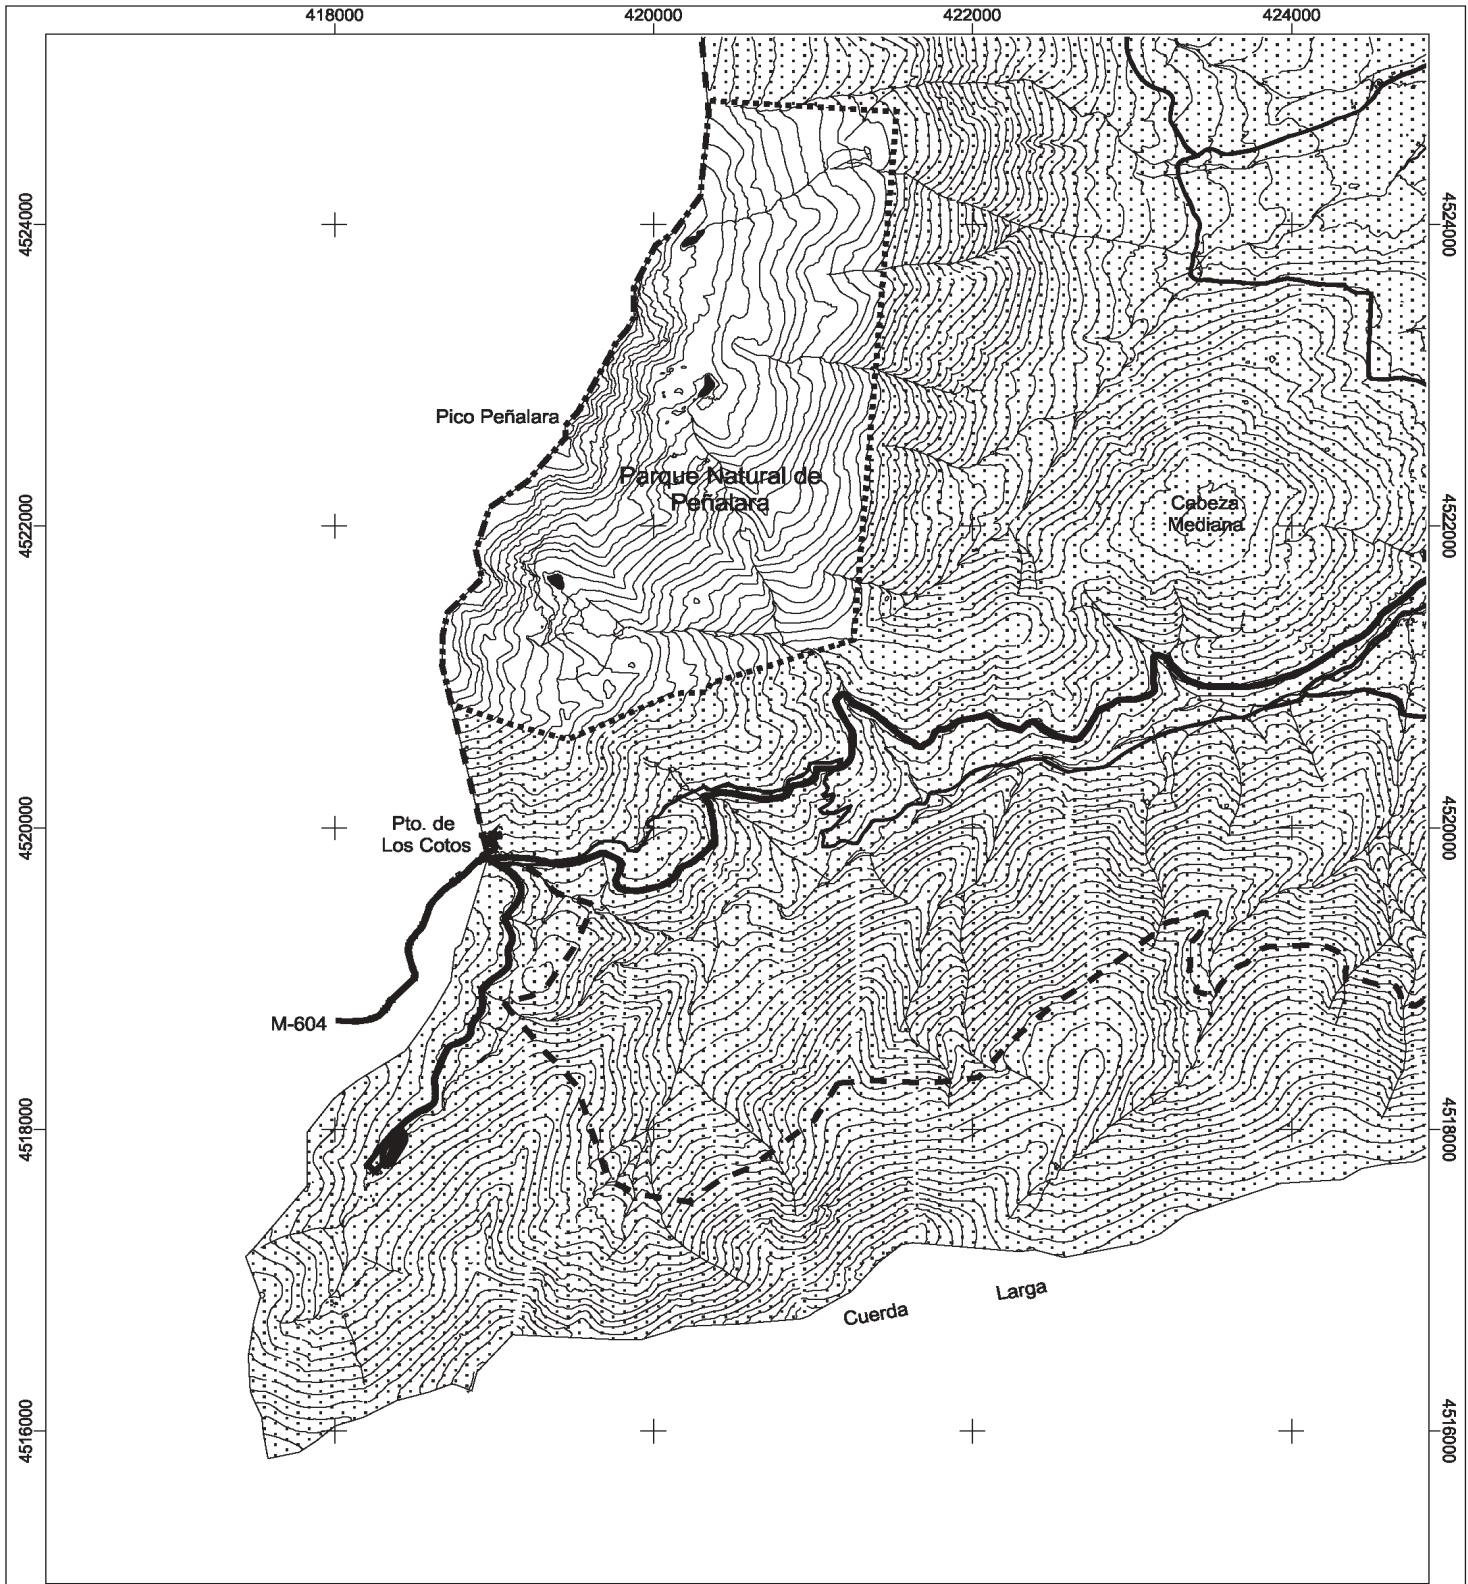 418000
420000
422000
424000
4524000
4524000
Pico Peñalara
Parque Natural de
Peñalara
Cabeza
Mediana
4522000
4522000
Pto. de
Los Cotos
4520000
4520000
M-604
4518000
4518000
Cuerda
Larga
4516000
4516000